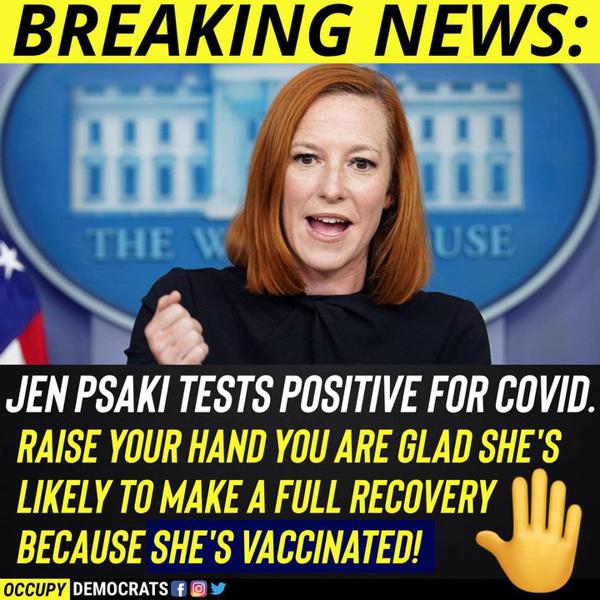 BREAKING NEWS:
THE W USE
JEN PSAKI TESTS POSITIVE FOR COVID.
RAISE YOUR HAND YOU ARE GLAD SHE'S
LIKELY TO MAKE A FULL RECOVERY
BECAUSE SHE'S VACCINATED!
OCCUPY DEMOCRATS